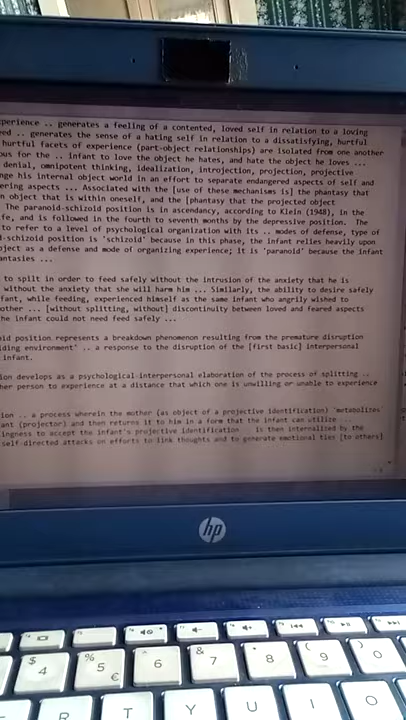 perience .. generates a feeling of a contented, loved self in relation to a loving
ed .. generates the sense of a hating self in relation to a dissatisfying, hurtful
hurtful facets of experience (part-object relationships) are isolated from one another
ous for the .. infant to love the object he hates, and hate the object he loves ...
denial, omnipotent thinking, idealization, introjection, projection, projective
nge his internal object world in an effort to separate endangered aspects of self and
ering aspects ... Associated with the [use of these mechanisms is] the phantasy that
n object that is within oneself, and the [phantasy that the projected object
The paranoid-schizoid position is in ascendancy, according to Klein (1948), in the
fe, and is followed in the fourth to seventh months by the depressive position. The
to refer to a level of psychological organization with its .. modes of defense, type of
d-schizoid position is 'schizoid' because in this phase, the infant relies heavily upon
bject as a defense and mode of organizing experience; it is 'paranoid' because the infant
antasies ...
to split in order to feed safely without the intrusion of the anxiety that he is
without the anxiety that she will harm him ... Similarly, the ability to desire safely
fant, while feeding, experienced himself as the same infant who angrily wished to
other ... [without splitting, without] discontinuity between loved and feared aspects
he infant could not need feed safely ...
oid position represents a breakdown phenomenon resulting from the premature disruption
ding environment' .. a response to the disruption of the [first basic] interpersonal
infant.
ion develops as a psychological-interpersonal elaboration of the process of splitting ..
her person to experience at a distance that which one is unwilling or unable to experience
ion .. a process wherein the mother (as object of a projective identification) 'metabolizes'
ant (projector) and then returns it to him in a form that the infant can utilize ...
ingness to accept the infant's projective identification is then internalised by the
self-directed attacks on efforts to link thoughts and to generate emotional ties [to others]
hp
$ 4
% 5 €
^ 6
& 7
* 8
( 9
) 0
R T Y U I O